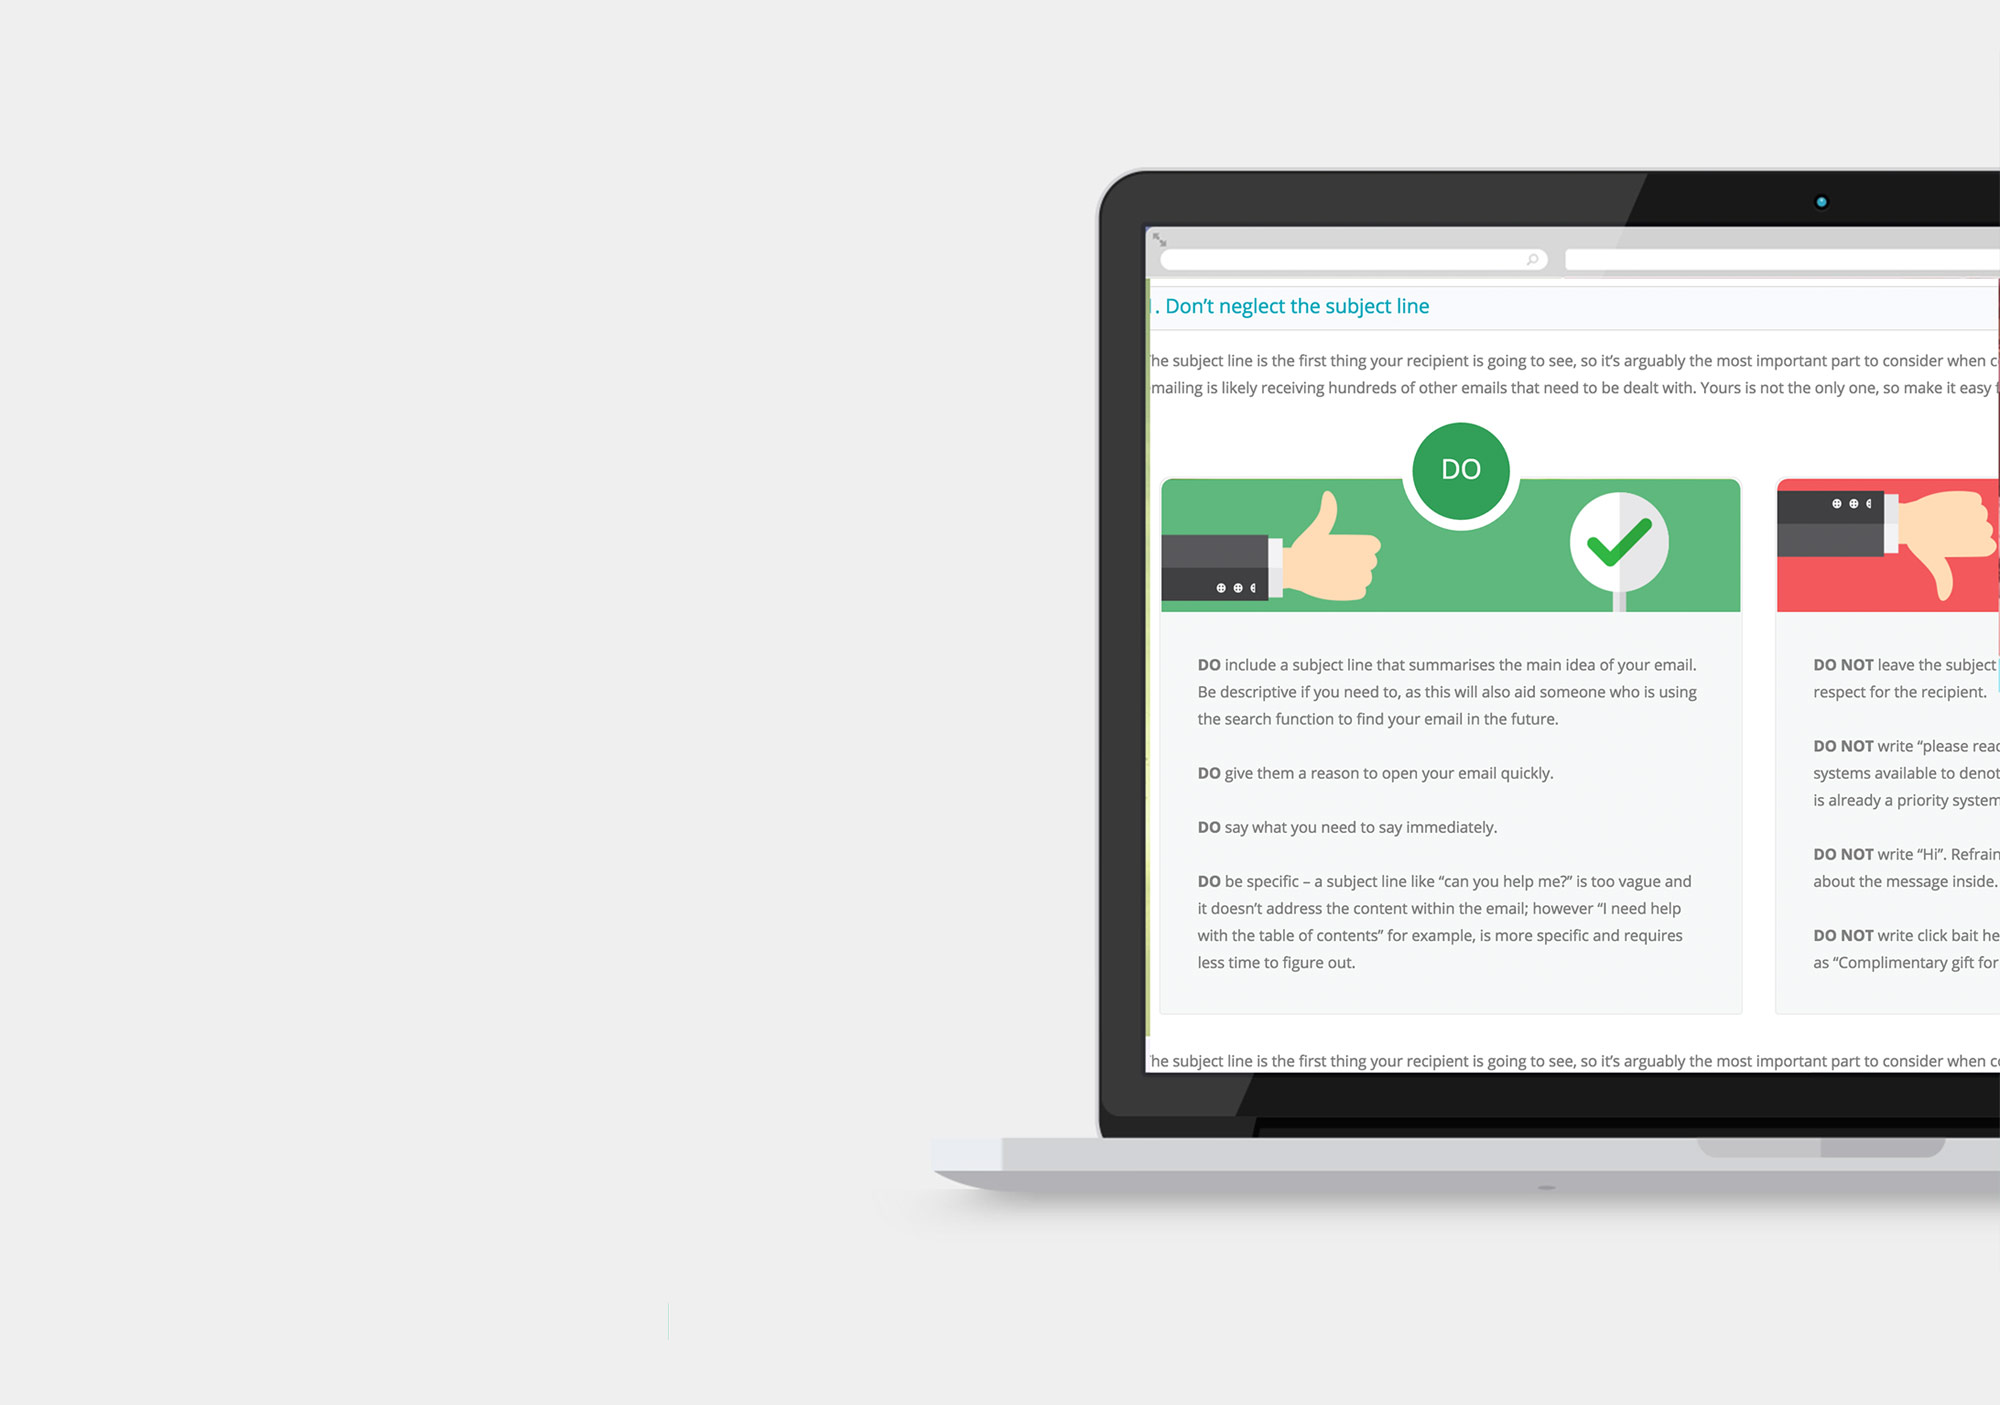 . Don’t neglect the subject line
he subject line is the first thing your recipient is going to see, so it’s arguably the most important part to consider when
mailing is likely receiving hundreds of other emails that need to be dealt with. Yours is not the only one, so make it easy
DO
DO include a subject line that summarises the main idea of your email.
Be descriptive if you need to, as this will also aid someone who is using
the search function to find your email in the future.
DO give them a reason to open your email quickly.
DO say what you need to say immediately.
DO be specific – a subject line like “can you help me?” is too vague and
it doesn’t address the content within the email; however “I need help
with the table of contents” for example, is more specific and requires
less time to figure out.
DO NOT leave the subject
respect for the recipient.
DO NOT write “please read
systems available to denot
is already a priority system
DO NOT write “Hi”. Refrain
about the message inside.
DO NOT write click bait he
as “Complimentary gift for
he subject line is the first thing your recipient is going to see, so it’s arguably the most important part to consider when